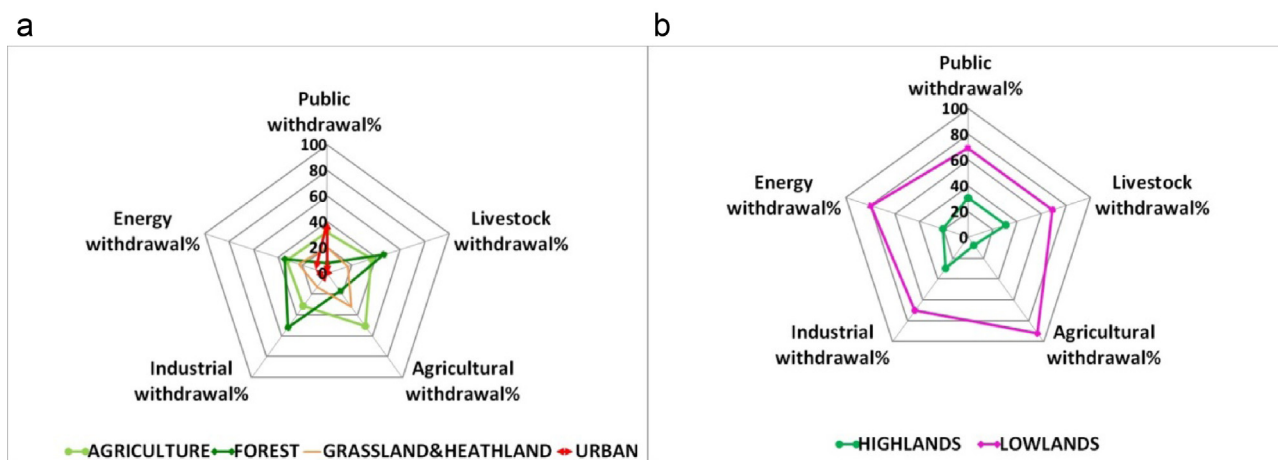 a
Public
withdrawal%
100
80
60
40
20
0
Livestock
withdrawal%
Agricultural
withdrawal%
Industrial
withdrawal%
Energy
withdrawal%
AGRICULTURE FOREST GRASSLAND&HEATHLAND URBAN
b
Public
withdrawal%
100
80
60
40
20
0
Livestock
withdrawal%
Agricultural
withdrawal%
Industrial
withdrawal%
Energy
withdrawal%
HIGHLANDS LOWLANDS